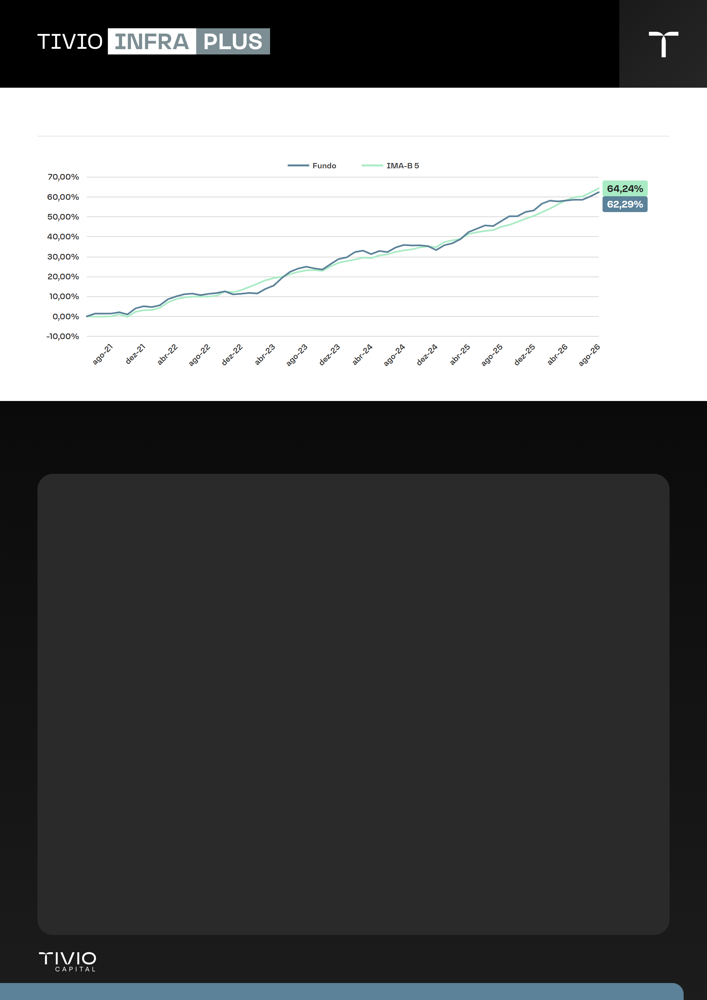 TIVIO INFRA PLUS
Fundo IMA-B 5
70,00%
60,00%
50,00%
40,00%
30,00%
20,00%
10,00%
0,00%
-10,00%
64,24%
62,29%
ago-21 dez-21 abr-22 ago-22 dez-22 abr-23 ago-23 dez-23 abr-24 ago-24 dez-24 abr-25 ago-25 dez-25 abr-26 ago-26
TIVIO
CAPITAL